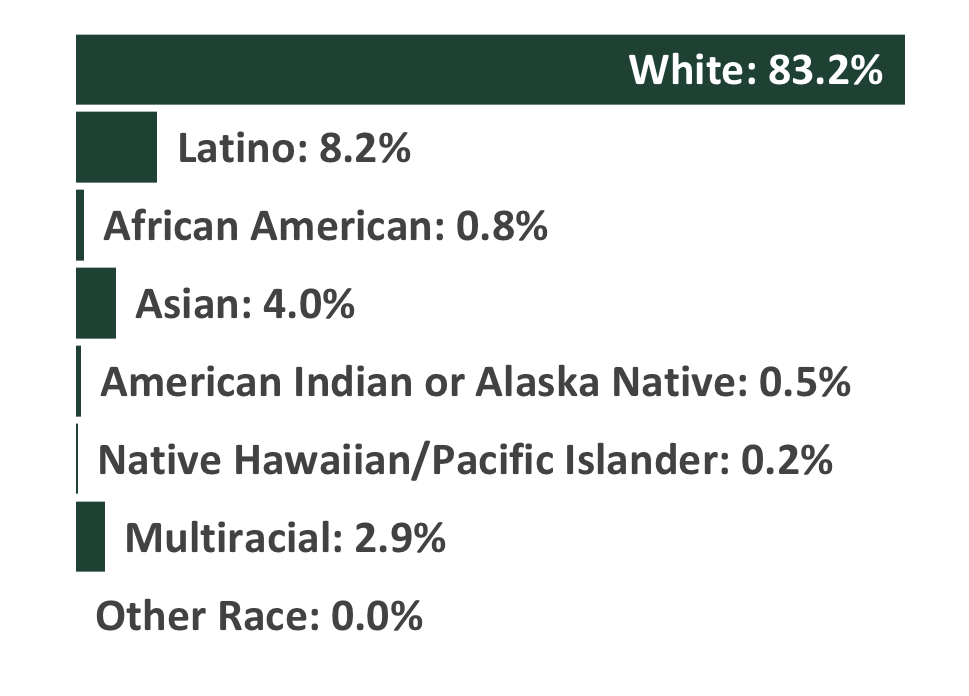 White: 83.2%
Latino: 8.2%
African American: 0.8%
Asian: 4.0%
American Indian or Alaska Native: 0.5%
Native Hawaiian/Pacific Islander: 0.2%
Multiracial: 2.9%
Other Race: 0.0%